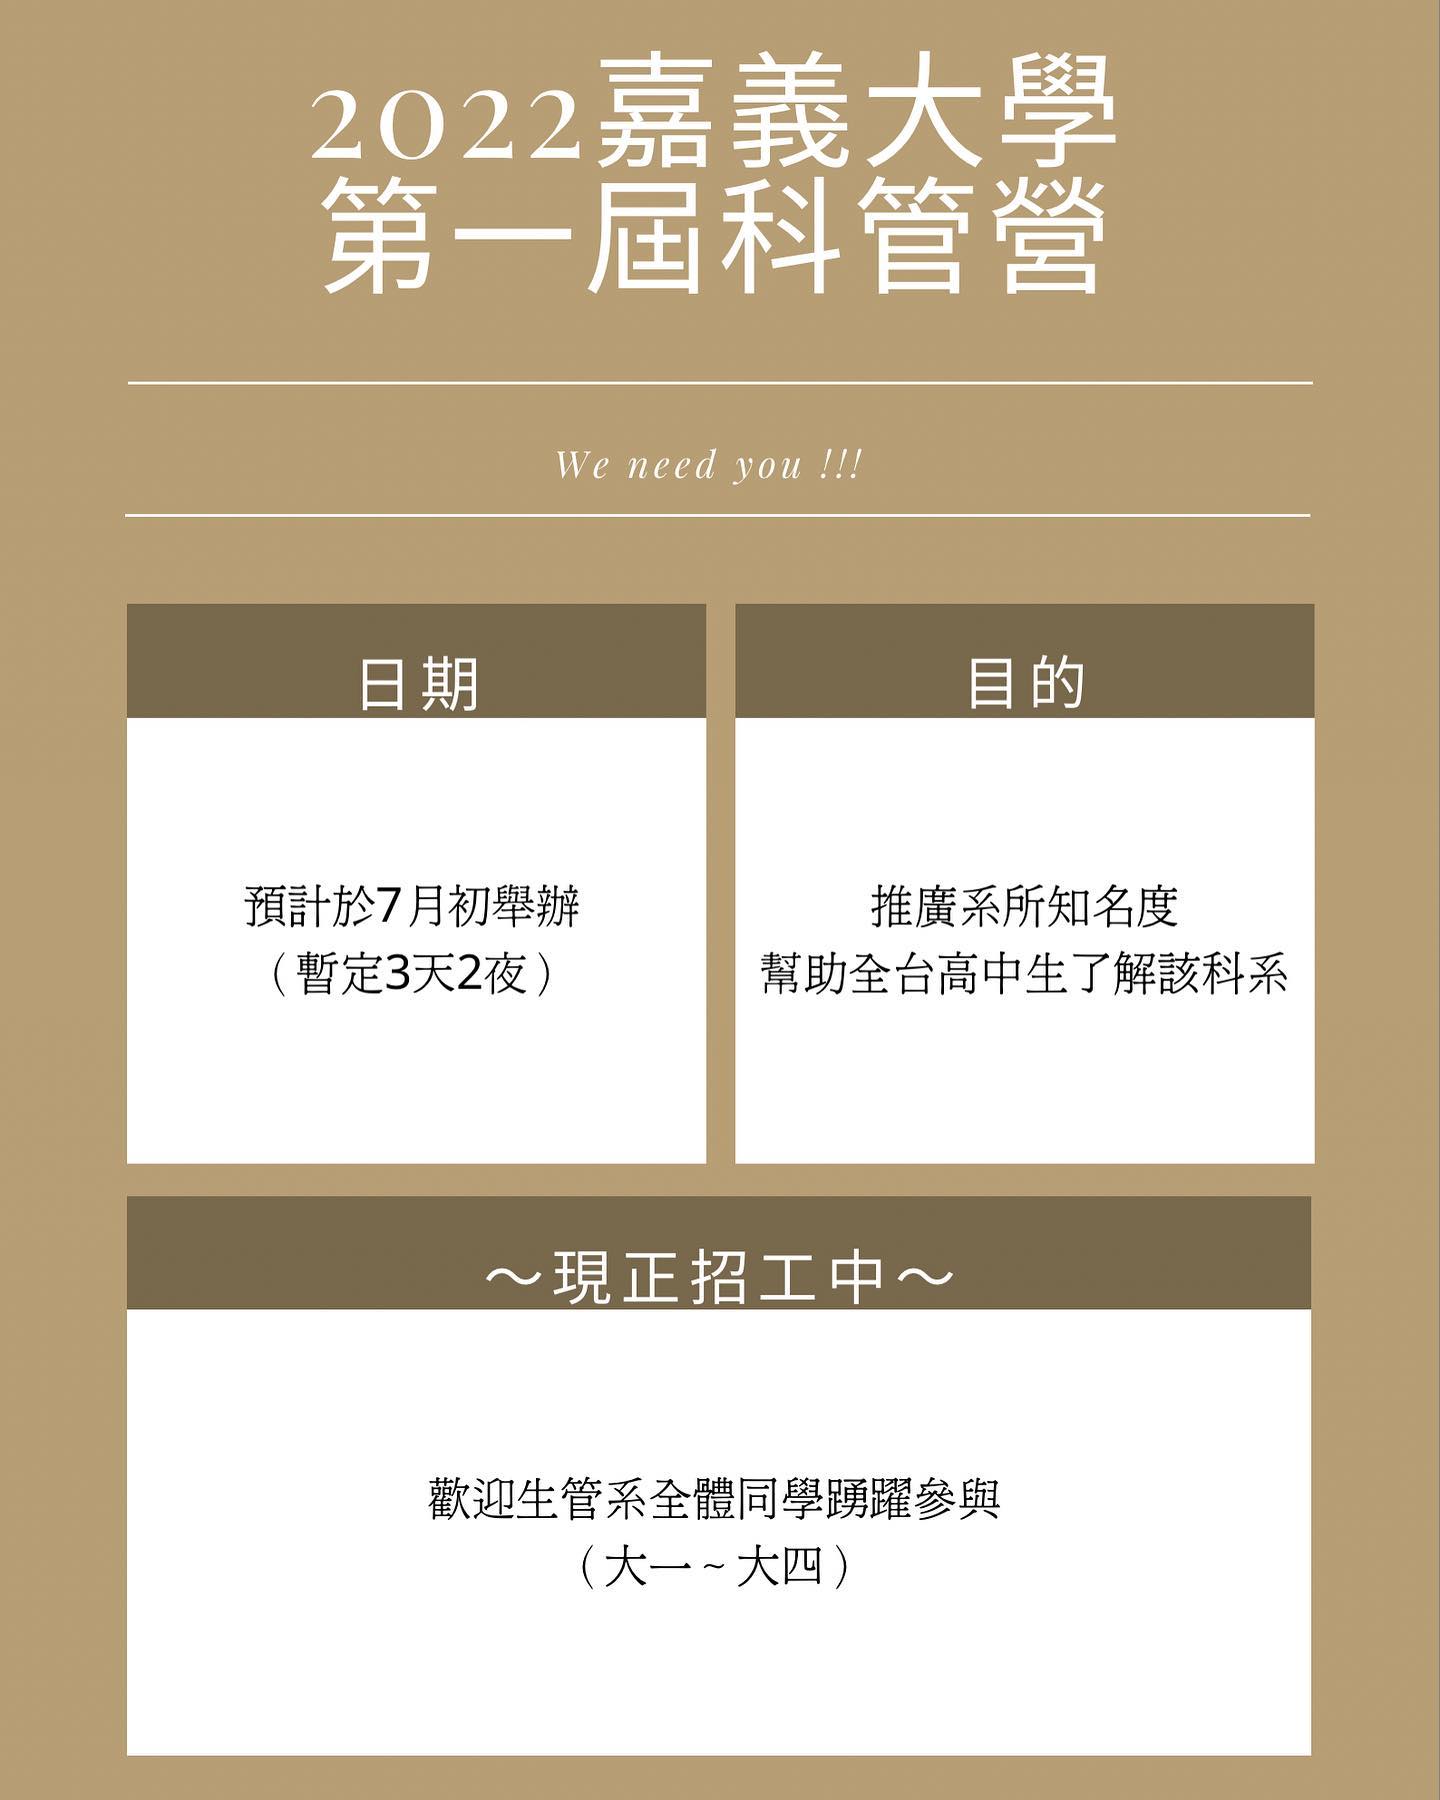 2022嘉義大學
第一屆科管營
We need you !!!
日期
預計於7月初舉辦
（暫定3天2夜）
目的
推廣系所知名度
幫助全台高中生了解該科系
～現正招工中～
歡迎生管系全體同學踴躍參與
（大一~大四）